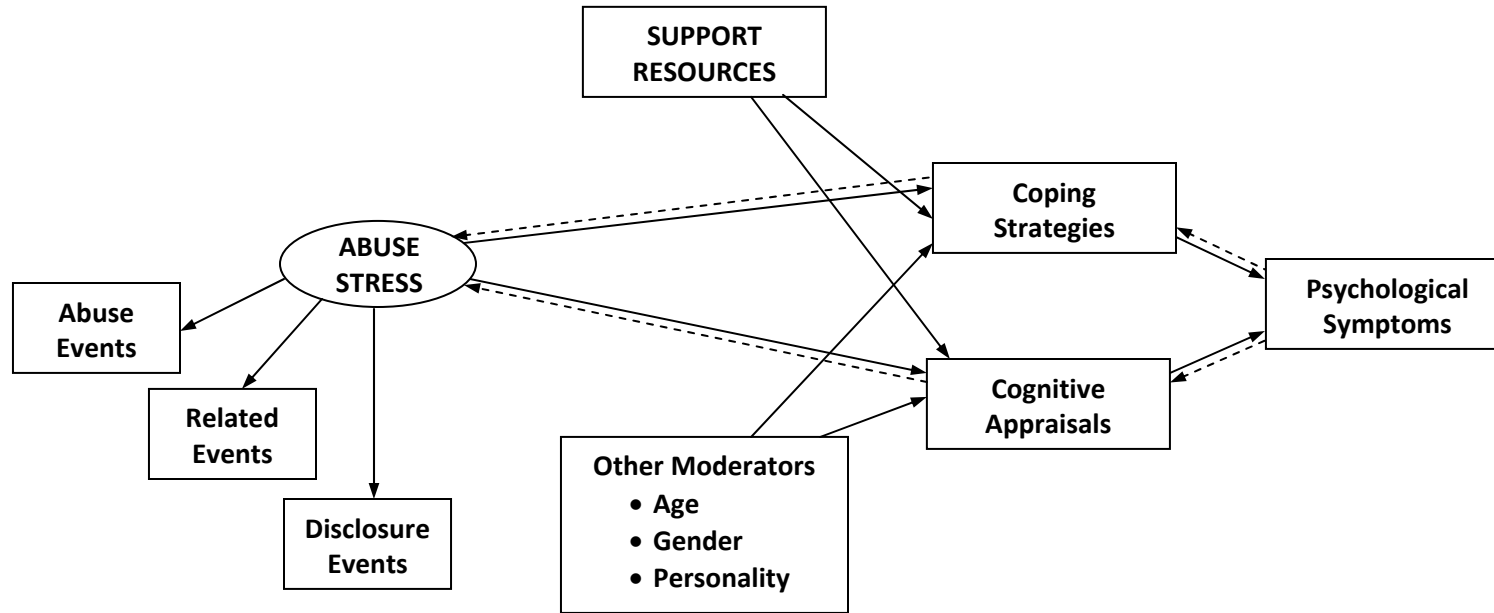 SUPPORT
RESOURCES
Coping
Strategies
ABUSE
STRESS
Psychological
Symptoms
Abuse
Events
Cognitive
Appraisals
Related
Events
Other Moderators
• Age
• Gender
• Personality
Disclosure
Events